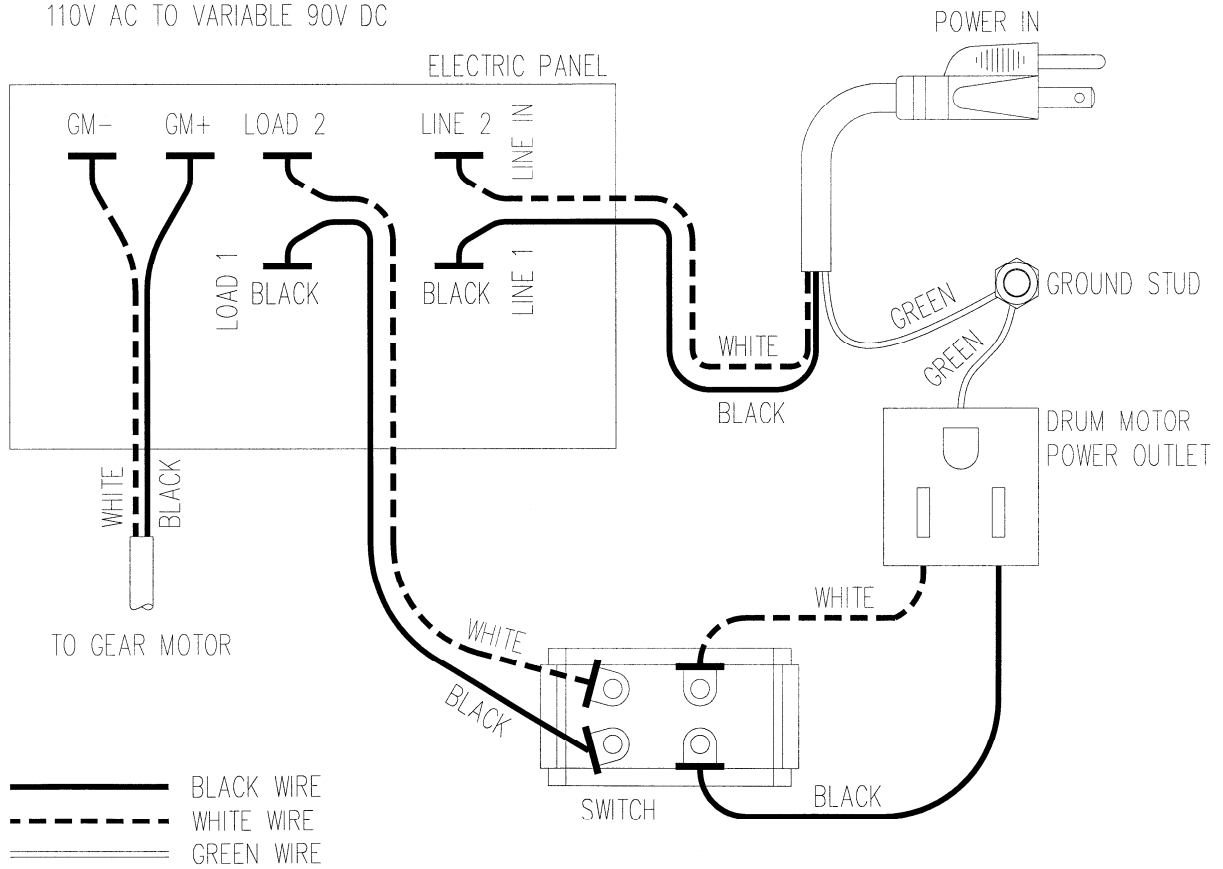 110V AC TO VARIABLE 90V DC
POWER IN
ELECTRIC PANEL
GM-
GM+
LOAD 2
LINE 2
LINE IN
LOAD 1
BLACK
BLACK
LINE 1
GREEN
GROUND STUD
WHITE
GREEN
BLACK
DRUM MOTOR
POWER OUTLET
WHITE
BLACK
WHITE
TO GEAR MOTOR
WHITE
BLACK
SWITCH
BLACK
BLACK WIRE
WHITE WIRE
GREEN WIRE